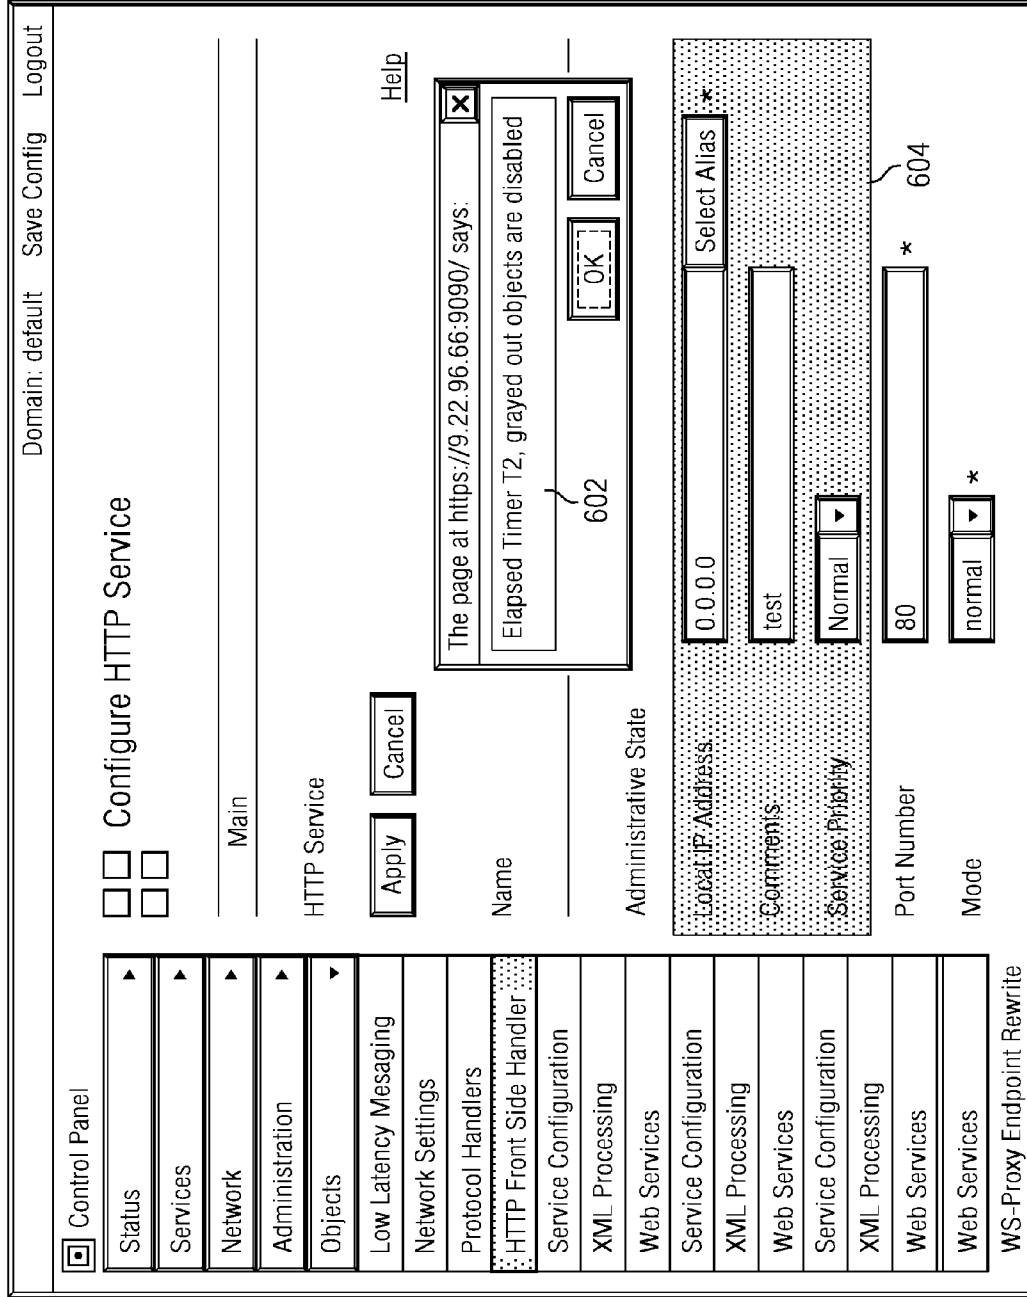 Domain: default Save Config Logout
Control Panel
Status
Services
Network
Administration
Objects
Low Latency Mesaging
Network Settings
Protocol Handlers
HTTP Front Side Handler
Service Configuration
XML Processing
Web Services
Service Configuration
XML Processing
Web Services
Service Configuration
XML Processing
Web Services
Web Services
WS-Proxy Endpoint Rewrite
Configure HTTP Service
Main
HTTP Service
Apply Cancel
Help
Name
The page at https://9.22.96.66:9090/ says:
X
Elapsed Timer T2, grayed out objects are disabled
602
OK Cancel
Administrative State
Local IP Address 0.0.0.0 Select Alias *
Comments test
Service Priority Normal
604
Port Number 80 *
Mode normal *